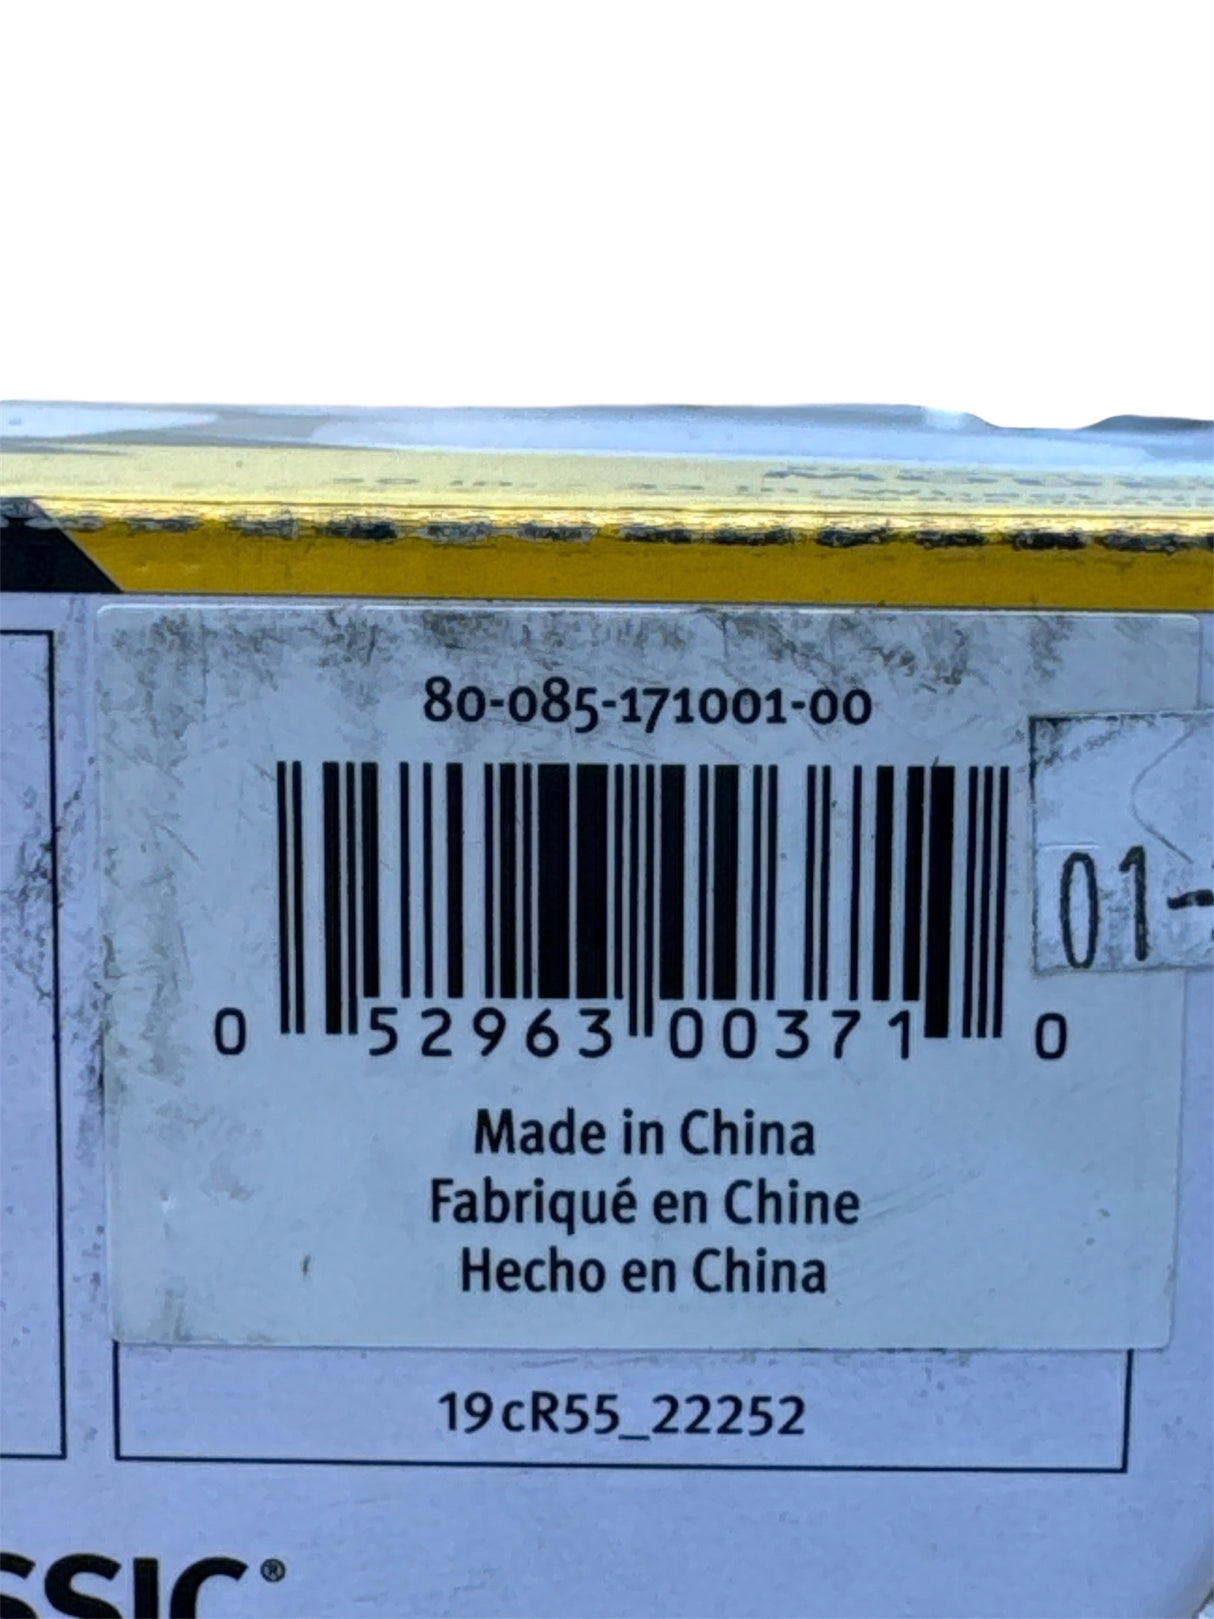 80-085-171001-00
01-
0 52963 00371 0
Made in China
Fabriqué en Chine
Hecho en China
19cR55_22252
SSIC®